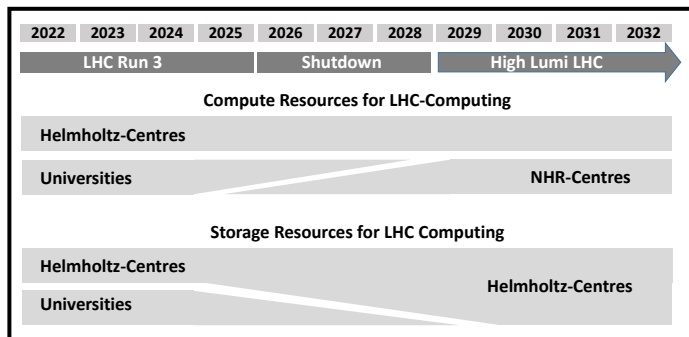 2022 2023 2024 2025 2026 2027 2028 2029 2030 2031 2032
LHC Run 3 Shutdown High Lumi LHC
Compute Resources for LHC-Computing
Helmholtz-Centres
Universities NHR-Centres
Storage Resources for LHC Computing
Helmholtz-Centres
Helmholtz-Centres
Universities